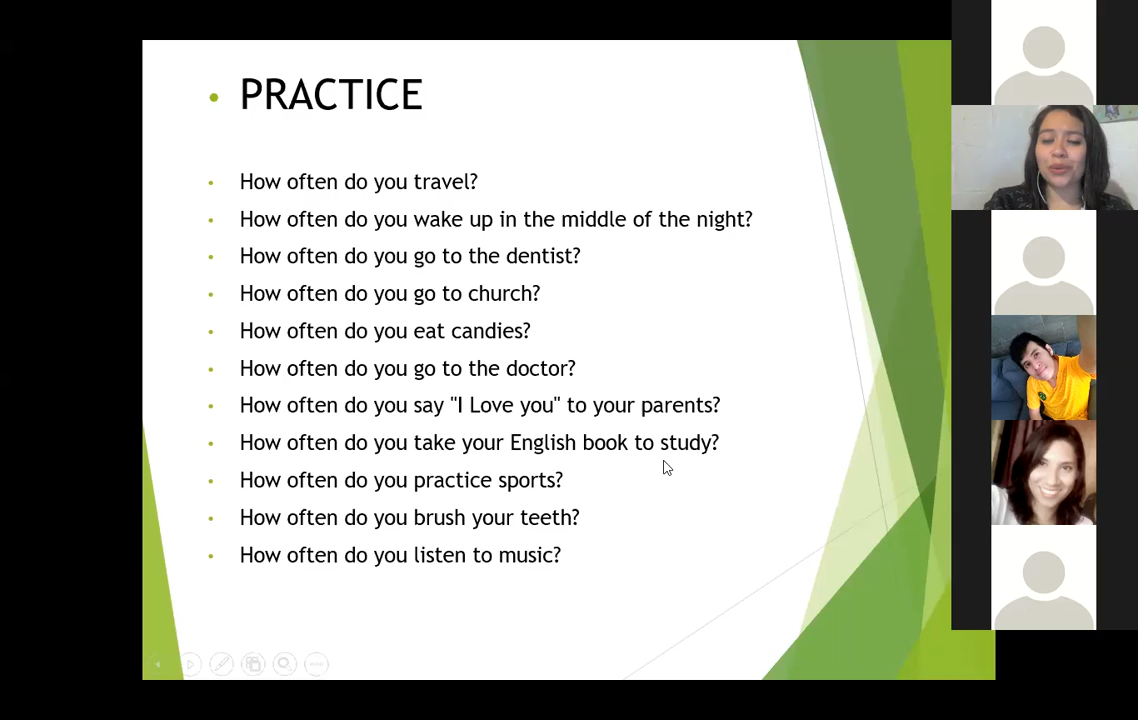 PRACTICE
How often do you travel?
How often do you wake up in the middle of the night?
How often do you go to the dentist?
How often do you go to church?
How often do you eat candies?
How often do you go to the doctor?
How often do you say "I Love you" to your parents?
How often do you take your English book to study?
How often do you practice sports?
How often do you brush your teeth?
How often do you listen to music?